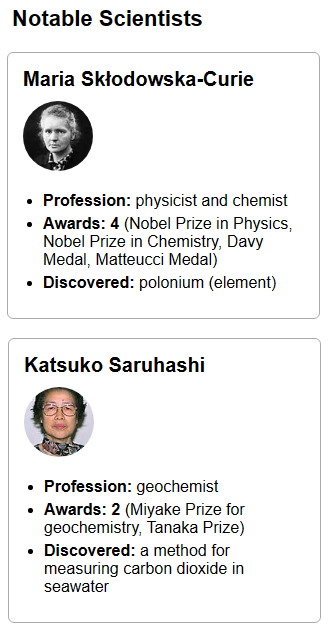 Notable Scientists
Maria Skłodowska-Curie
Profession: physicist and chemist
Awards: 4 (Nobel Prize in Physics,
Nobel Prize in Chemistry, Davy
Medal, Matteucci Medal)
Discovered: polonium (element)
Katsuko Saruhashi
Profession: geochemist
Awards: 2 (Miyake Prize for
geochemistry, Tanaka Prize)
Discovered: a method for
measuring carbon dioxide in
seawater